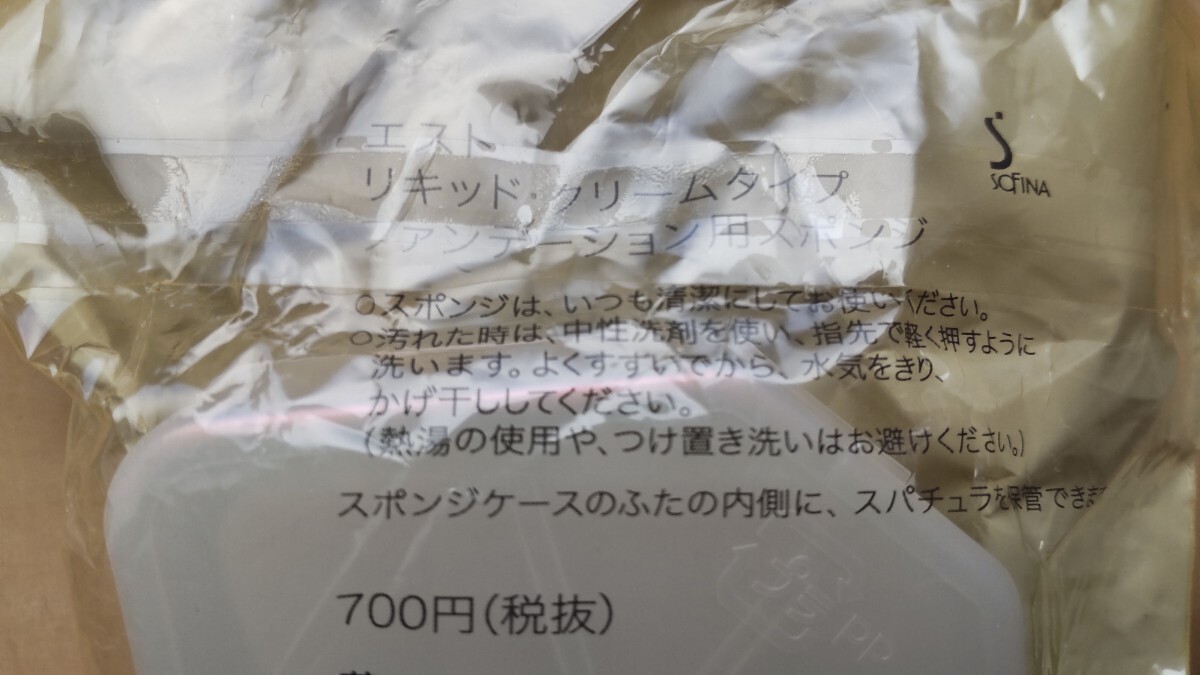 エスト
SOFINA
リキッド・クリームタイプ
ファンデーション用スポンジ
○スポンジは、いつも清潔にしてお使いください。
○汚れた時は、中性洗剤を使い、指先で軽く押すように
洗います。よくすすいでから、水気をきり、
かげ干ししてください。
(熱湯の使用や、つけ置き洗いはお避けください。)
スポンジケースのふたの内側に、スパチュラを保管できま
700円(税抜)
PP